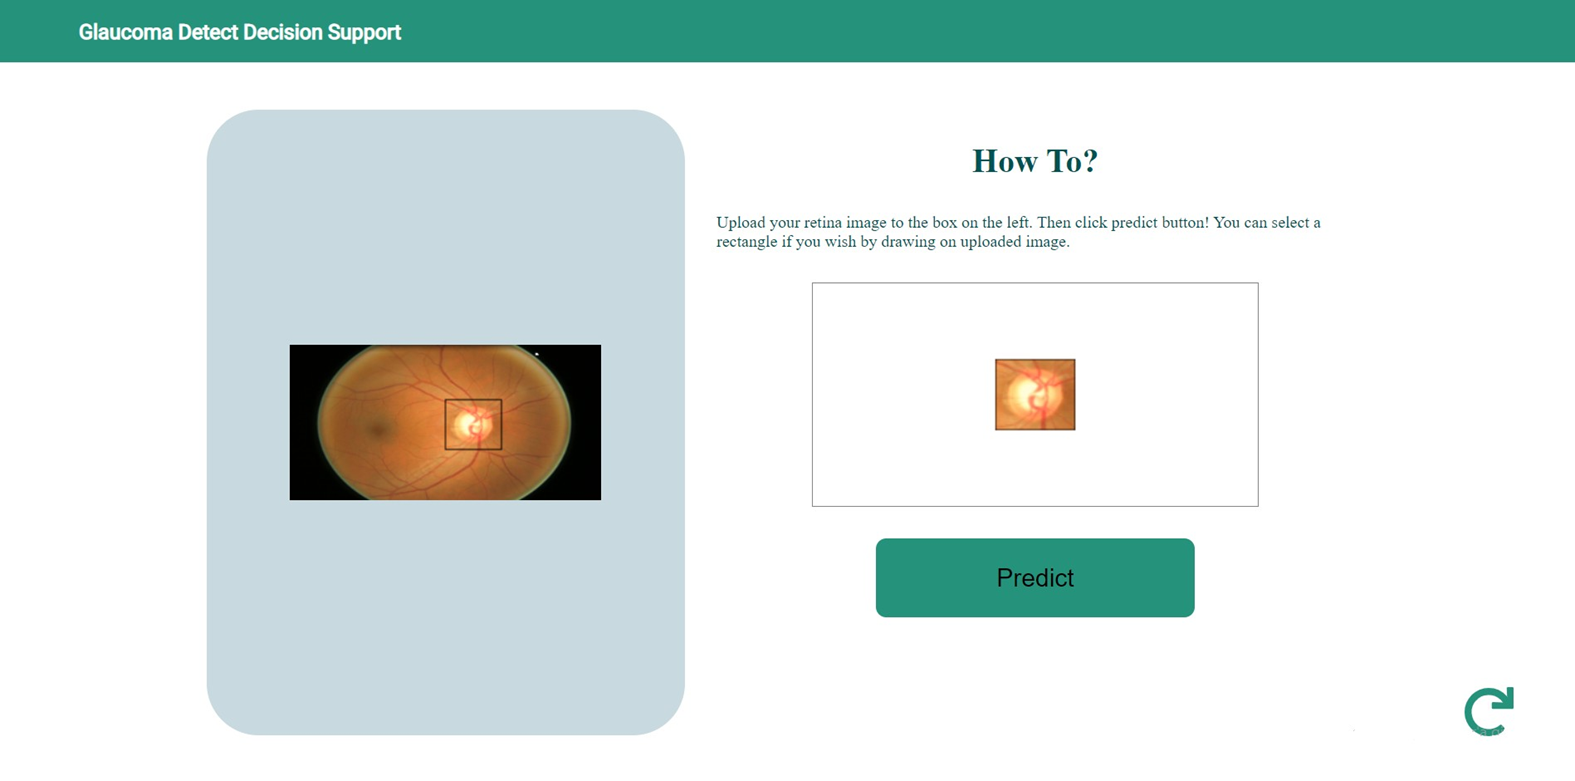 Glaucoma Detect Decision Support
How To?
Upload your retina image to the box on the left. Then click predict button! You can select a
rectangle if you wish by drawing on uploaded image.
Predict